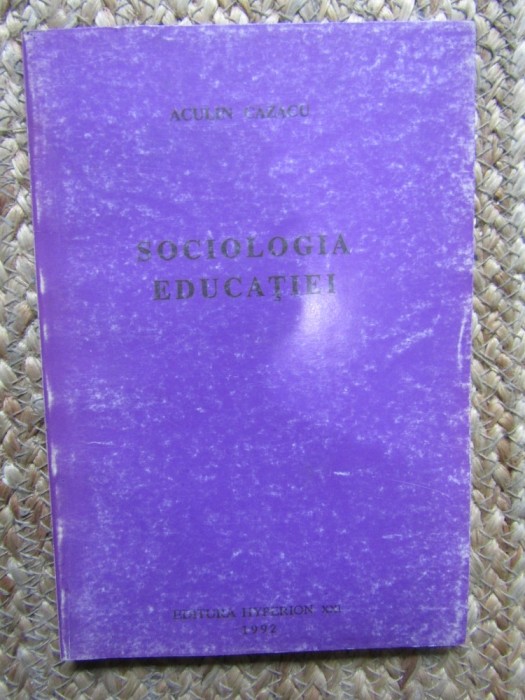 ACULIN CAZACU
SOCIOLOGIA
EDUCAŢIEI
EDITURA HYPERION XXI
1992